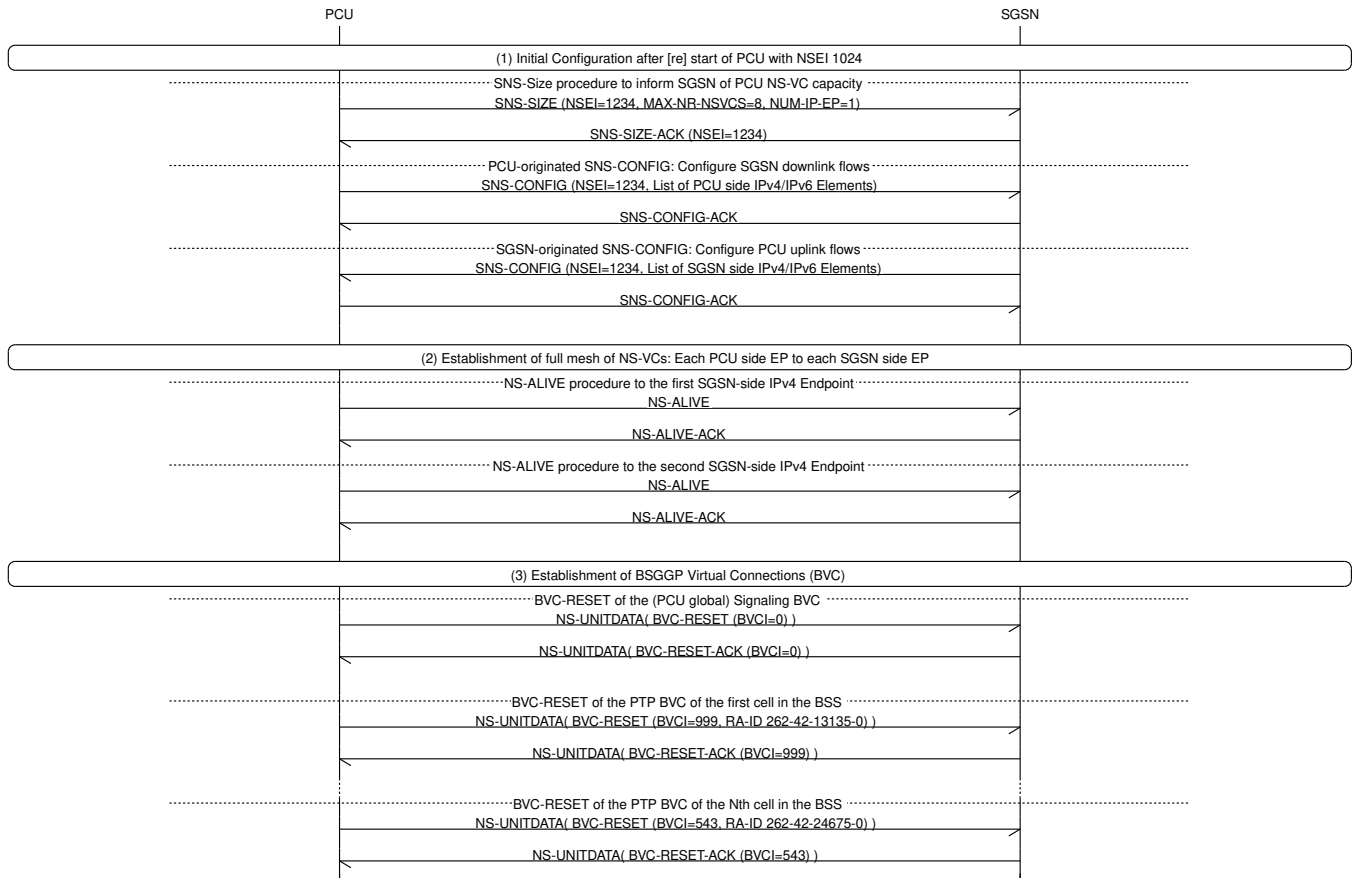 PCU SGSN
(1) Initial Configuration after [re] start of PCU with NSEI 1024
SNS-Size procedure to inform SGSN of PCU NS-VC capacity
SNS-SIZE (NSEI=1234, MAX-NR-NSVCS=8, NUM-IP-EP=1)
SNS-SIZE-ACK (NSEI=1234)
PCU-originated SNS-CONFIG: Configure SGSN downlink flows
SNS-CONFIG (NSEI=1234, List of PCU side IPv4/IPv6 Elements)
SNS-CONFIG-ACK
SGSN-originated SNS-CONFIG: Configure PCU uplink flows
SNS-CONFIG (NSEI=1234, List of SGSN side IPv4/IPv6 Elements)
SNS-CONFIG-ACK
(2) Establishment of full mesh of NS-VCs: Each PCU side EP to each SGSN side EP
NS-ALIVE procedure to the first SGSN-side IPv4 Endpoint
NS-ALIVE
NS-ALIVE-ACK
NS-ALIVE procedure to the second SGSN-side IPv4 Endpoint
NS-ALIVE
NS-ALIVE-ACK
(3) Establishment of BSGGP Virtual Connections (BVC)
BVC-RESET of the (PCU global) Signaling BVC
NS-UNITDATA( BVC-RESET (BVCI=0) )
NS-UNITDATA( BVC-RESET-ACK (BVCI=0) )
BVC-RESET of the PTP BVC of the first cell in the BSS
NS-UNITDATA( BVC-RESET (BVCI=999, RA-ID 262-42-13135-0) )
NS-UNITDATA( BVC-RESET-ACK (BVCI=999) )
BVC-RESET of the PTP BVC of the Nth cell in the BSS
NS-UNITDATA( BVC-RESET (BVCI=543, RA-ID 262-42-24675-0) )
NS-UNITDATA( BVC-RESET-ACK (BVCI=543) )